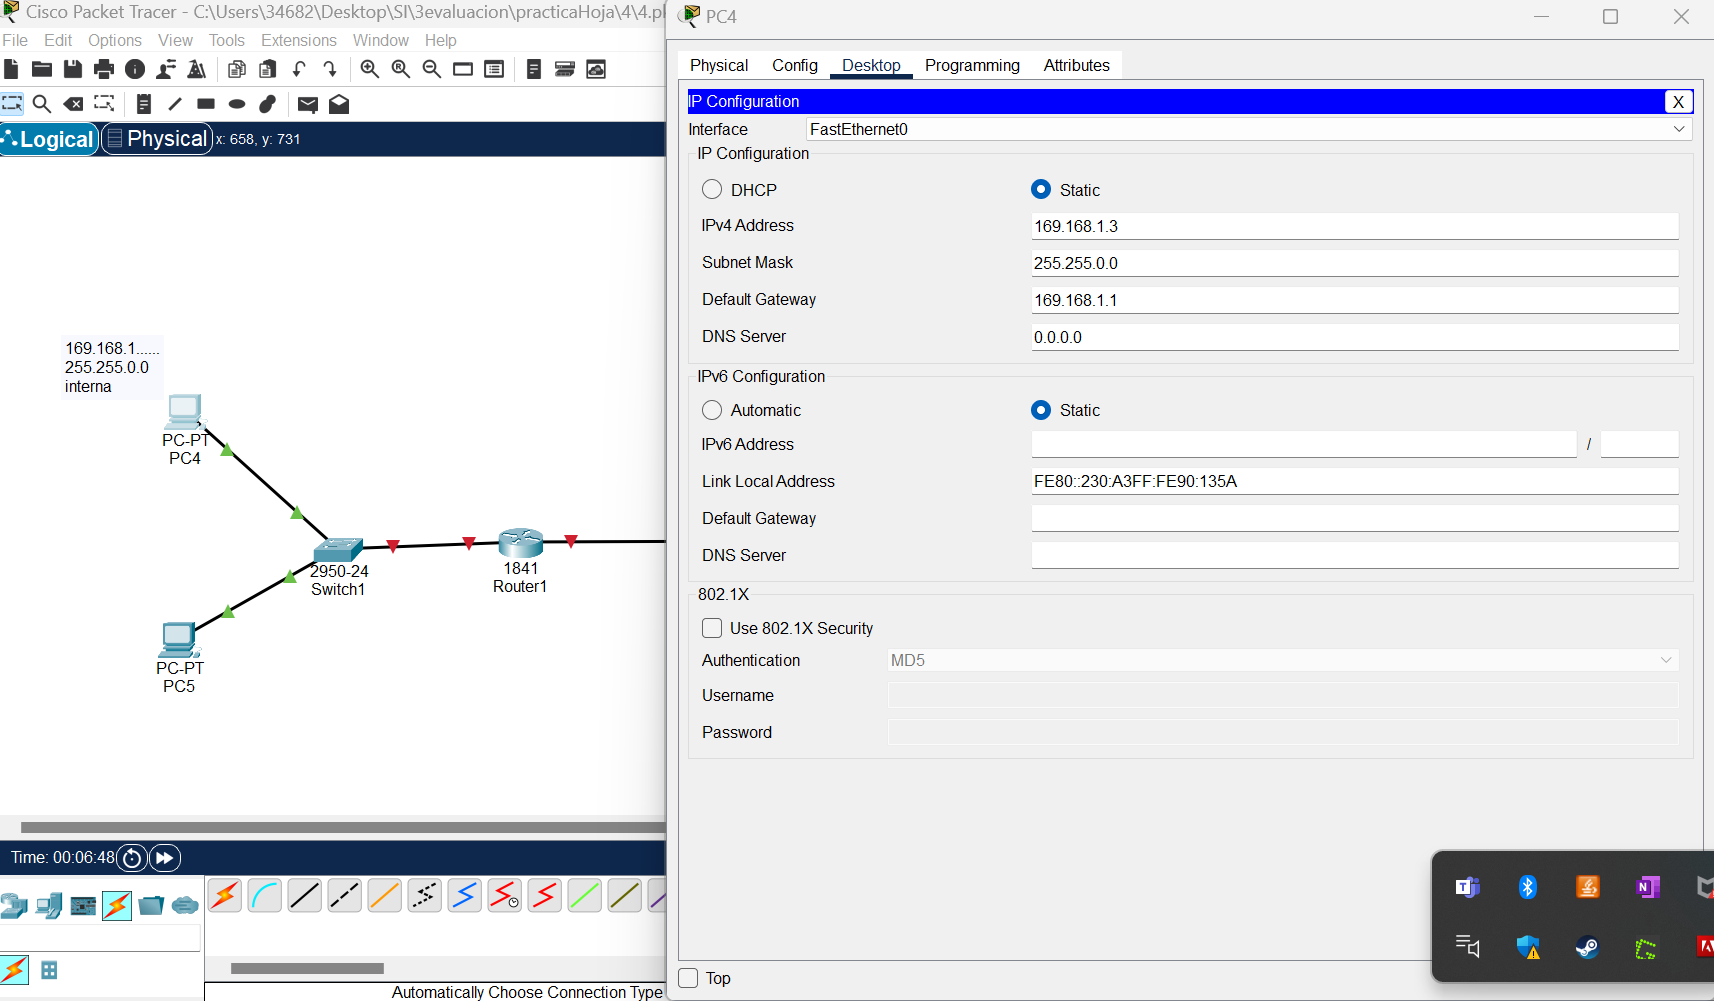 Cisco Packet Tracer - C:\Users\34682\Desktop\SI\3evaluacion\practicaHoja\4\4.pk
File Edit Options View Tools Extensions Window Help
Logical Physical x: 658, y: 731
169.168.1......
255.255.0.0
interna
PC-PT
PC4
2950-24
Switch1
1841
Router1
PC-PT
PC5
Time: 00:06:48
Automatically Choose Connection Type
PC4
Physical Config Desktop Programming Attributes
IP Configuration X
Interface FastEthernet0
IP Configuration
DHCP Static
IPv4 Address 169.168.1.3
Subnet Mask 255.255.0.0
Default Gateway 169.168.1.1
DNS Server 0.0.0.0
IPv6 Configuration
Automatic Static
IPv6 Address /
Link Local Address FE80::230:A3FF:FE90:135A
Default Gateway
DNS Server
802.1X
Use 802.1X Security
Authentication MD5
Username
Password
Top